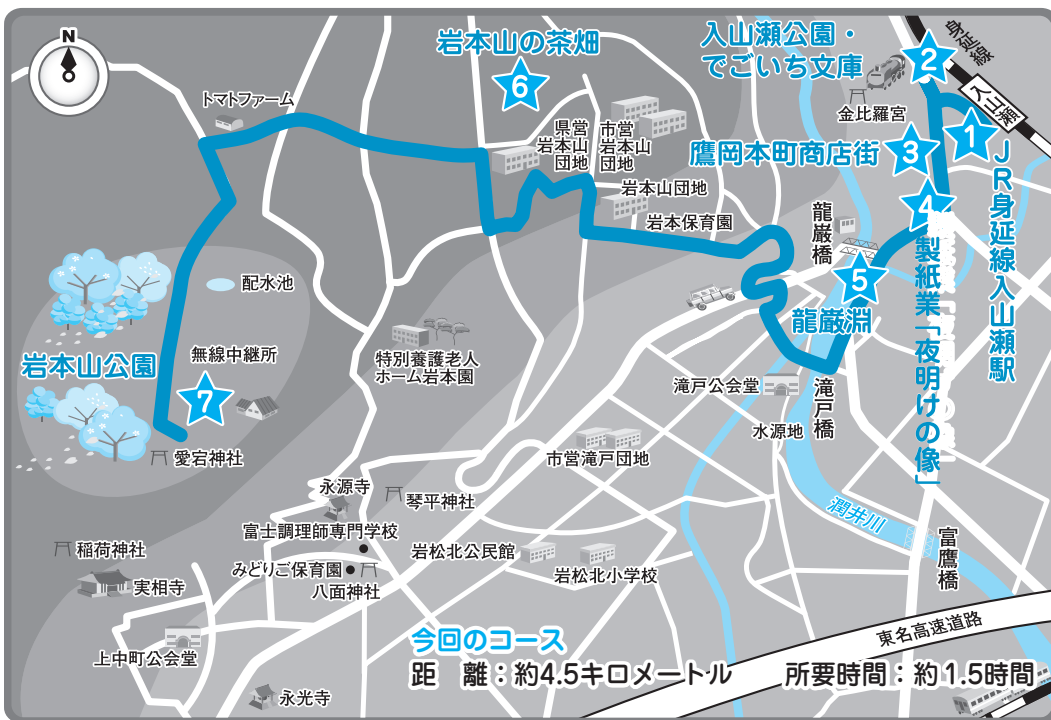 N
岩本山の茶畑
6
入山瀬公園・
でごいち文庫
2
身延線
入山瀬
金比羅宮
1
JR身延線入山瀬駅
鷹岡本町商店街
3
4
製紙業「夜明けの像」
トマトファーム
県営
岩本山
団地
市営
岩本山
団地
岩本山団地
岩本保育園
龍巌橋
5
龍巌淵
配水池
無線中継所
岩本山公園
7
愛宕神社
特別養護老人
ホーム岩本園
滝戸公会堂
滝戸橋
水源地
市営滝戸団地
潤井川
富鷹橋
永源寺
琴平神社
富士調理師専門学校
岩松北公民館
岩松北小学校
みどりご保育園
八面神社
稲荷神社
実相寺
上中町公会堂
永光寺
東名高速道路
今回のコース
距 離：約4.5キロメートル 所要時間：約1.5時間